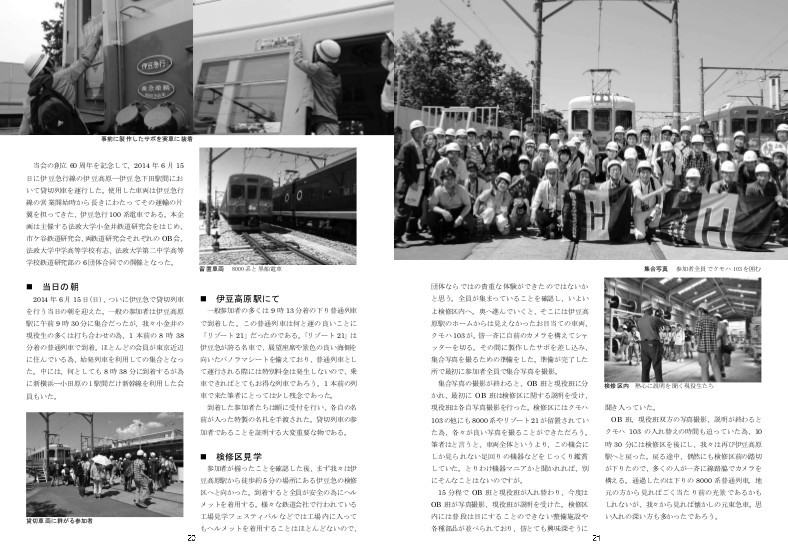 伊豆急行
事前に製作したサボを実車に装着
当会の創立 60 周年を記念して、2014 年 6 月 15
日に伊豆急行線の伊豆高原―伊豆急下田駅間にお
いて貸切列車を運行した。使用した車両は伊豆急行
線の営業開始時から長きにわたってその運輸の片
翼を担ってきた、伊豆急行 100 系電車である。本企
画は主催する法政大学小金井鉄道研究会をはじめ、
市ケ谷鉄道研究会、両鉄道研究会それぞれの OB 会、
法政大学中学高等学校有志、法政大学第二中学高等
学校鉄道研究部の 6 団体合同での開催となった。
■ 当日の朝
2014 年 6 月 15 日(日)、ついに伊豆急で貸切列車
を行う当日の朝を迎えた。一般の参加者は伊豆高原
駅に午前 9 時 30 分に集合だったが、我々小金井の
現役生の多くは打ち合わせの為、1 本前の 8 時 38
分着の普通列車で到着。ほとんどの会員が東京近辺
に住んでいる為、始発列車を利用しての集合となっ
た。中には、何としても 8 時 38 分に到着するが為
に新横浜―小田原の 1 駅間だけ新幹線を利用した会
員もいた。
貸切車両に群がる参加者
留置車両 8000 系と黒船電車
■ 伊豆高原駅にて
一般参加者の多くは 9 時 13 分着の下り普通列車
で到着した。この普通列車は何と運の良いことに
「リゾート 21」だったのである。「リゾート 21」は
伊豆急が誇る名車で、展望座席や景色の良い海側を
向いたパノラマシートを備えており、普通列車とし
て運行される際には特別料金は発生しないので、乗
車できればとてもお得な列車であろう。1 本前の列
車で来た筆者にとっては少し残念であった。
到着した参加者たちは順に受付を行い、各自の名
前が入った特製の名札を手渡された。貸切列車の参
加者であることを証明する大変重要な物である。
■ 検修区見学
参加者が揃ったことを確認した後、まず我々は伊
豆高原駅から徒歩約 5 分の場所にある伊豆急の検修
区へと向かった。到着すると全員が安全の為にヘル
メットを着用する。様々な鉄道会社で行われている
工場見学フェスティバルなどでは工場内に入って
もヘルメットを着用することはほとんどないので、
23
集合写真 参加者全員でクモハ 103 を囲む
団体ならではの貴重な体験ができたのではないか
と思う。全員が集まっていることを確認し、いよい
よ検修区内へ。奥へ進んでいくと、そこには伊豆高
原駅のホームからは見えなかったお目当ての車両、
クモハ 103 が。皆一斉に自前のカメラを構えてシャ
ッターを切る。その間に製作したサボを差し込み、
集合写真を撮るための準備をした。準備が完了した
所で最初に参加者全員で集合写真を撮影。
集合写真の撮影が終わると、OB 班と現役班に分
かれ、最初に OB 班は検修区に関する説明を受け、
現役班は各自写真撮影を行った。検修区にはクモハ
103 の他にも 8000 系やリゾート 21 が留置されてい
た為、各々が良い写真を撮ることができただろう。
筆者はと言うと、車両全体というより、この機会に
しか見られない足回りの機器などをじっくり鑑賞
していた。とりわけ機器マニアかと聞かれれば、別
にそんなことはないのですが。
15 分程で OB 班と現役班が入れ替わり、今度は
OB 班が写真撮影、現役班が説明を受けた。検修区
内には普段は目にすることのできない整備施設や
各種部品が並べられており、皆とても興味深そうに
検修区内 熱心に説明を聞く現役生たち
聞き入っていた。
OB 班、現役班双方の写真撮影、説明が終わると
クモハ 103 の入れ替えの時間も迫っていた為、10
時 30 分には検修区を後にし、我々は再び伊豆高原
駅へと戻った。戻る途中、偶然にも検修区前の踏切
が下りたので、多くの人が一斉に線路脇でカメラを
構える。通過したのは下りの 8000 系普通列車。地
元の方から見ればごく当たり前の光景であるかも
しれないが、我々から見れば懐かしの元東急車。思
い入れの深い方も多かったであろう。
24